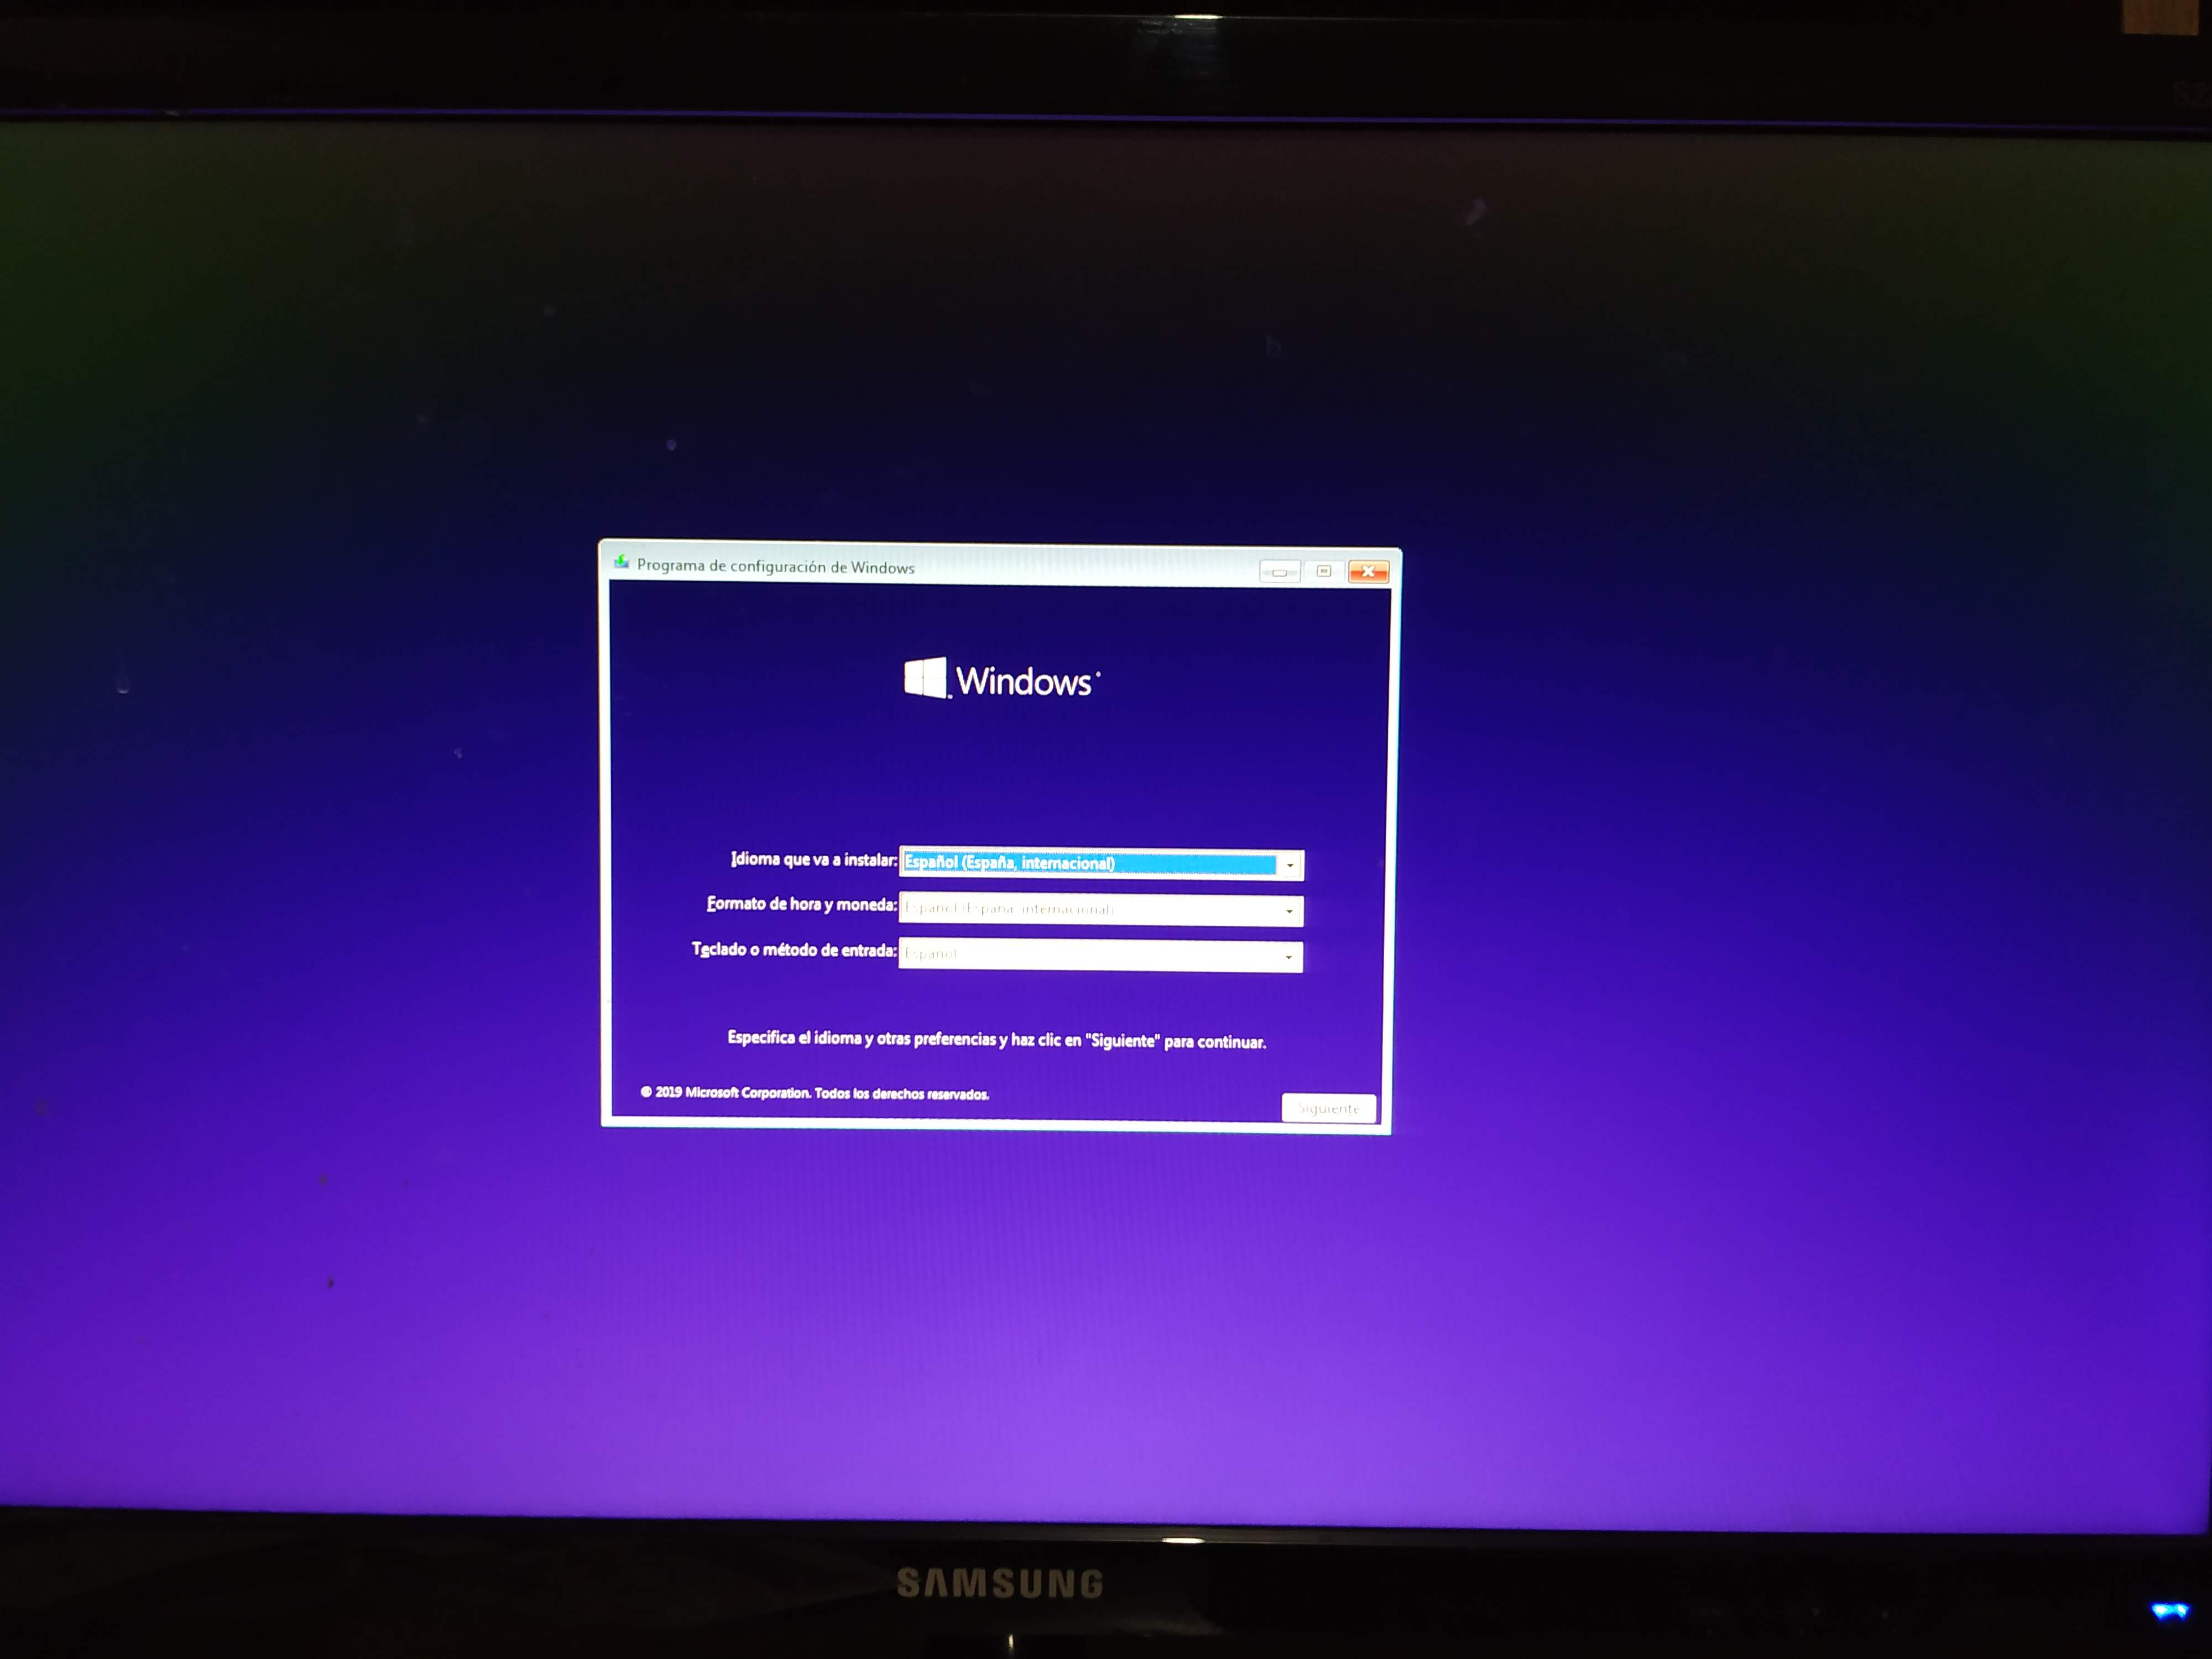 Programa de configuración de Windows
Windows
Idioma que va a instalar: Español (España, internacional)
Formato de hora y moneda: Español (España, internacional)
Teclado o método de entrada: Español
Especifica el idioma y otras preferencias y haz clic en "Siguiente" para continuar.
© 2019 Microsoft Corporation. Todos los derechos reservados.
Siguiente
SAMSUNG